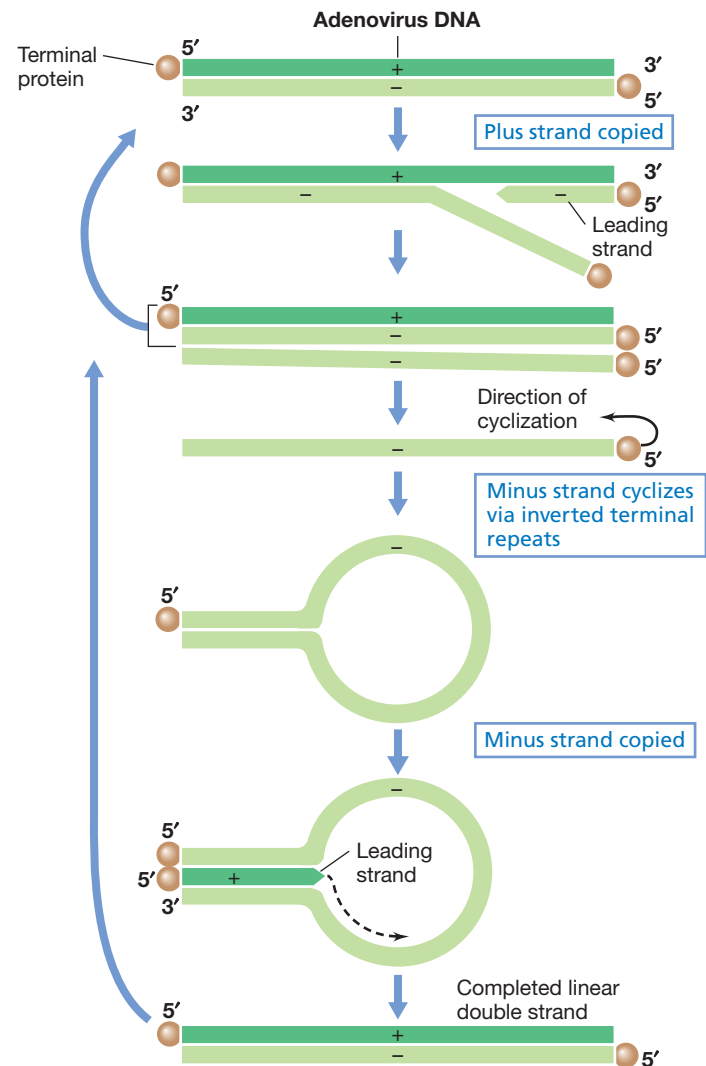 Adenovirus DNA
5′
Terminal
protein
+
3′
−
5′
3′
Plus strand copied
+
3′
−
−
5′
Leading
strand
5′
+
−
5′
−
5′
Direction of
cyclization
−
5′
Minus strand cyclizes
via inverted terminal
repeats
−
5′
Minus strand copied
−
5′
Leading
strand
5′
+
3′
Completed linear
double strand
5′
+
−
5′